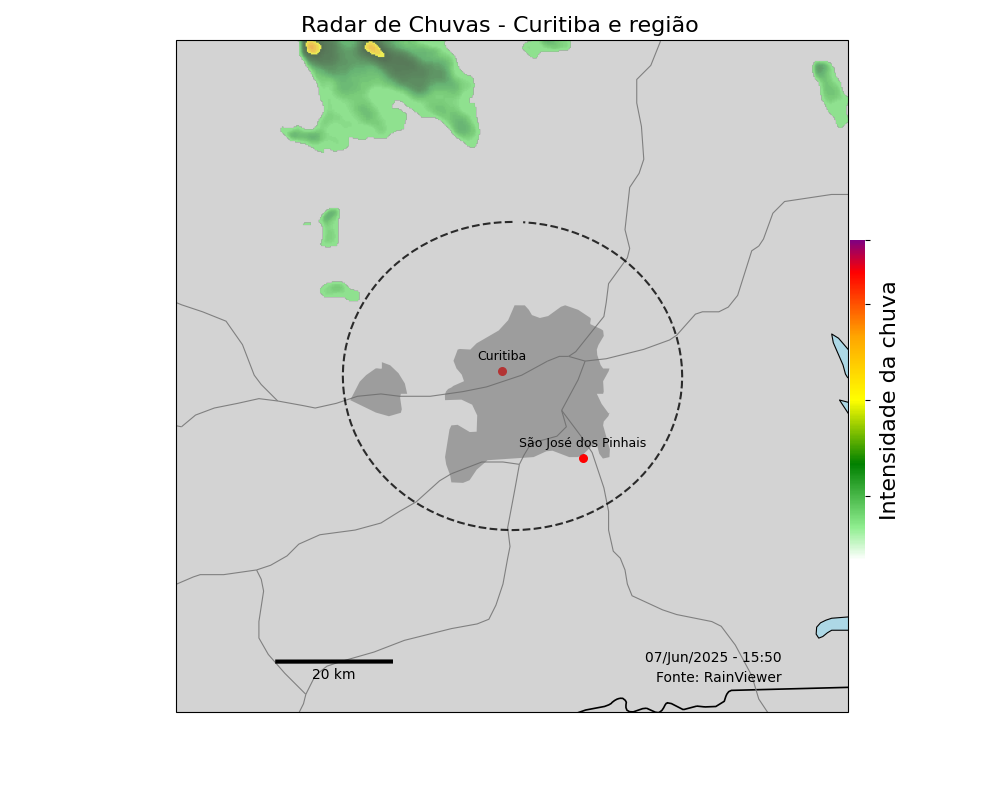 Radar de Chuvas - Curitiba e região
Curitiba
São José dos Pinhais
Intensidade da chuva
07/Jun/2025 - 15:50
Fonte: RainViewer
20 km